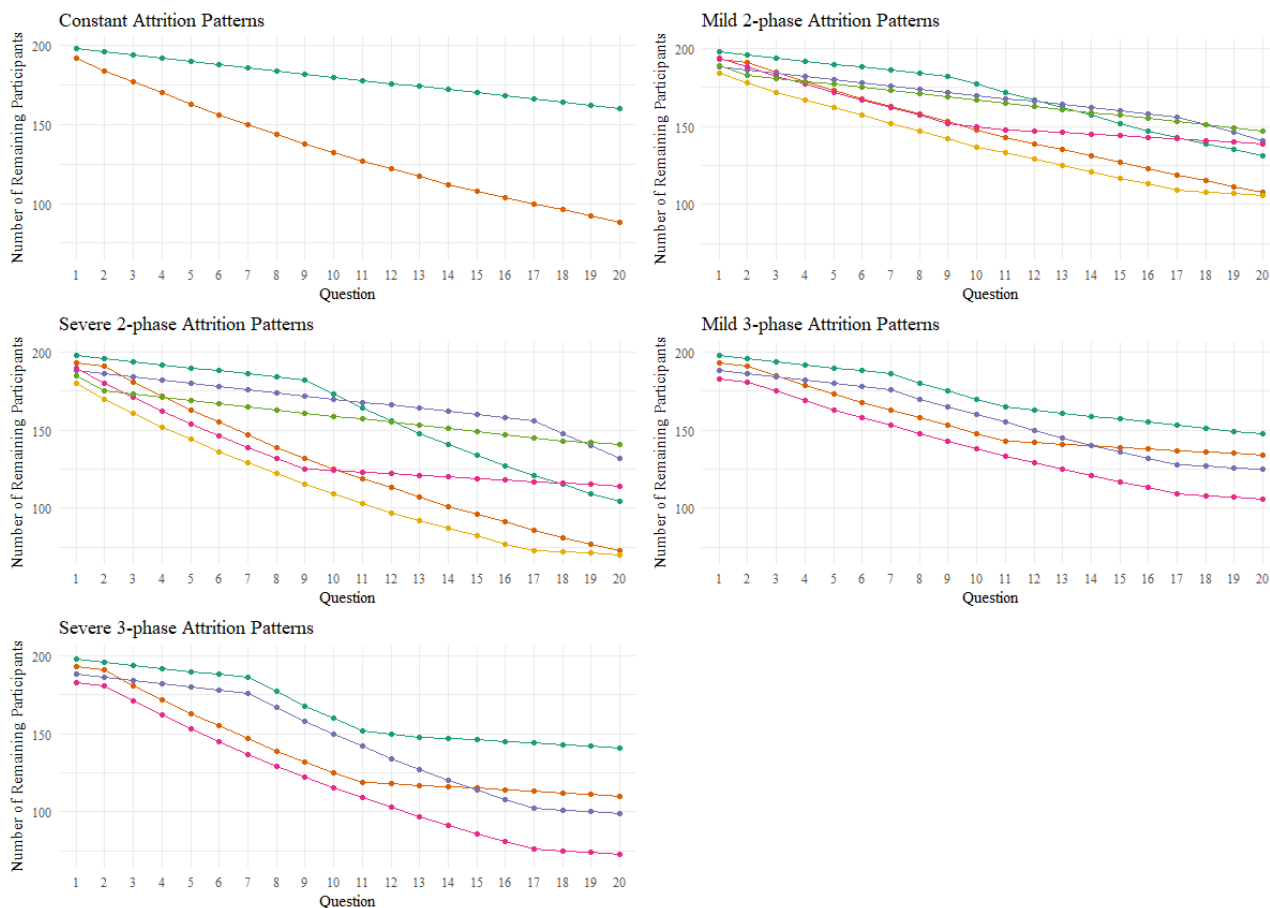 Constant Attrition Patterns
Number of Remaining Participants
200
150
100
1 2 3 4 5 6 7 8 9 10 11 12 13 14 15 16 17 18 19 20
Question
Mild 2-phase Attrition Patterns
Number of Remaining Participants
200
150
100
1 2 3 4 5 6 7 8 9 10 11 12 13 14 15 16 17 18 19 20
Question
Severe 2-phase Attrition Patterns
Number of Remaining Participants
200
150
100
1 2 3 4 5 6 7 8 9 10 11 12 13 14 15 16 17 18 19 20
Question
Mild 3-phase Attrition Patterns
Number of Remaining Participants
200
150
100
1 2 3 4 5 6 7 8 9 10 11 12 13 14 15 16 17 18 19 20
Question
Severe 3-phase Attrition Patterns
Number of Remaining Participants
200
150
100
1 2 3 4 5 6 7 8 9 10 11 12 13 14 15 16 17 18 19 20
Question